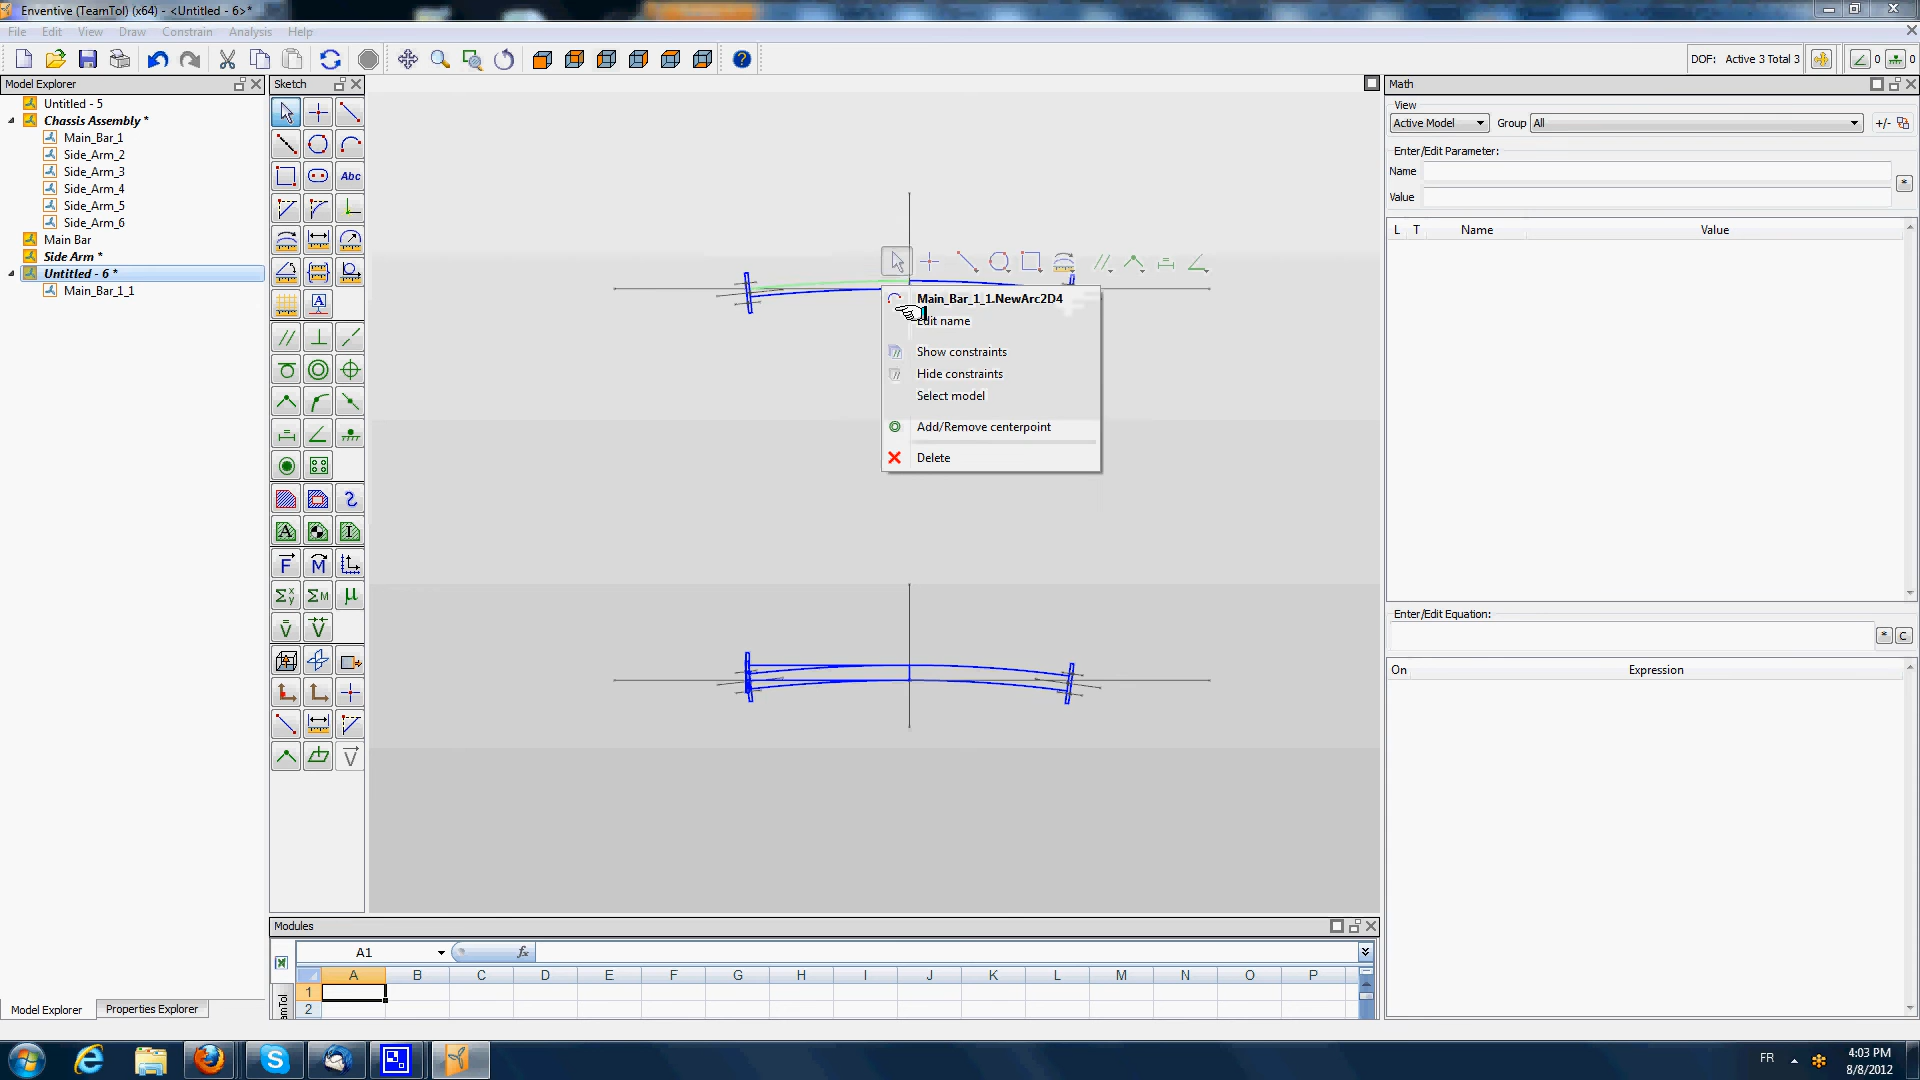 Enventive (TeamTol) (x64) - <Untitled - 6>*
File Edit View Draw Constrain Analysis Help
DOF: Active 3 Total 3 0 0
Model Explorer
Untitled - 5
Chassis Assembly *
Main_Bar_1
Side_Arm_2
Side_Arm_3
Side_Arm_4
Side_Arm_5
Side_Arm_6
Main Bar
Side Arm *
Untitled - 6 *
Main_Bar_1_1
Model Explorer Properties Explorer
Sketch
Abc
A
A I
F M
Σxy ΣM μ
V V
V
Main_Bar_1_1.NewArc2D4
Edit name
Show constraints
Hide constraints
Select model
Add/Remove centerpoint
Delete
Math
View
Active Model Group All +/-
Enter/Edit Parameter:
Name
*
Value
L T Name Value
Enter/Edit Equation:
* C
On Expression
Modules
A1 fx
A B C D E F G H I J K L M N O P
1
2
FR
4:03 PM
8/8/2012